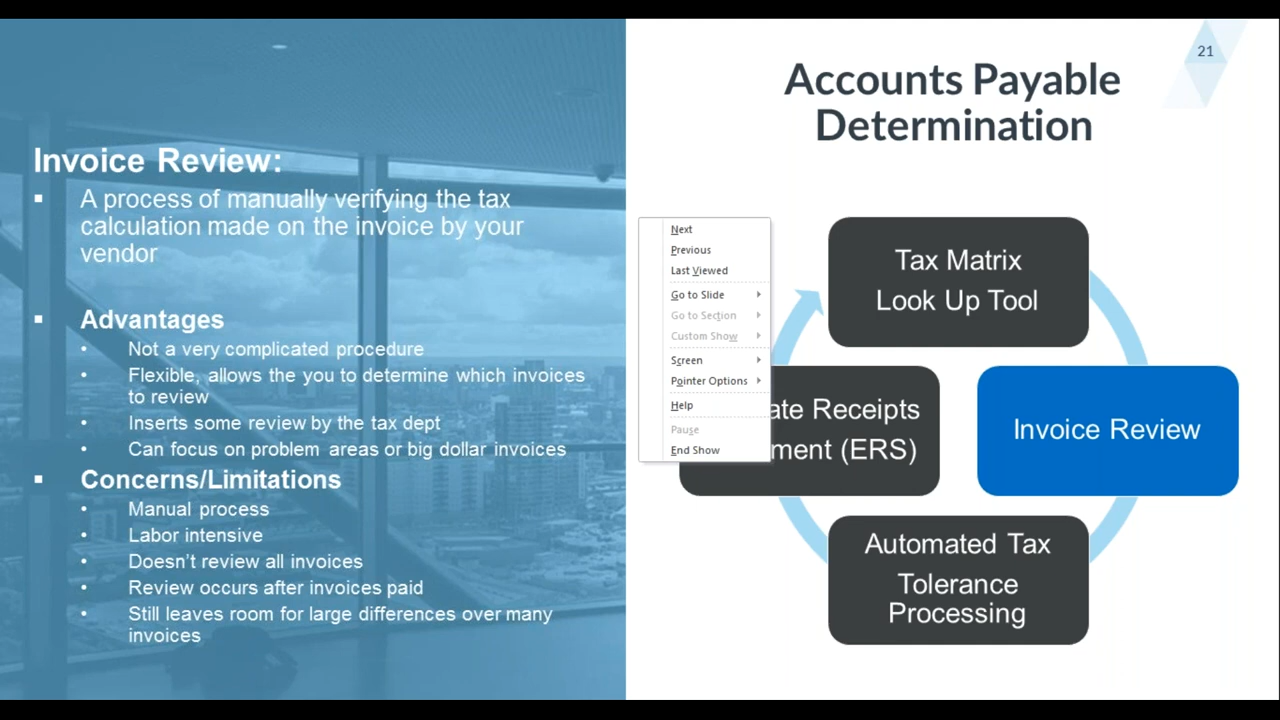 21
Accounts Payable
Determination
Invoice Review:
A process of manually verifying the tax
calculation made on the invoice by your
vendor
Advantages
Not a very complicated procedure
Flexible, allows the you to determine which invoices
to review
Inserts some review by the tax dept
Can focus on problem areas or big dollar invoices
Concerns/Limitations
Manual process
Labor intensive
Doesn't review all invoices
Review occurs after invoices paid
Still leaves room for large differences over many
invoices
Next
Previous
Last Viewed
Go to Slide
Go to Section
Custom Show
Screen
Pointer Options
Help
Pause
End Show
Tax Matrix
Look Up Tool
Invoice Review
Automated Tax
Tolerance
Processing
ate Receipts
ment (ERS)